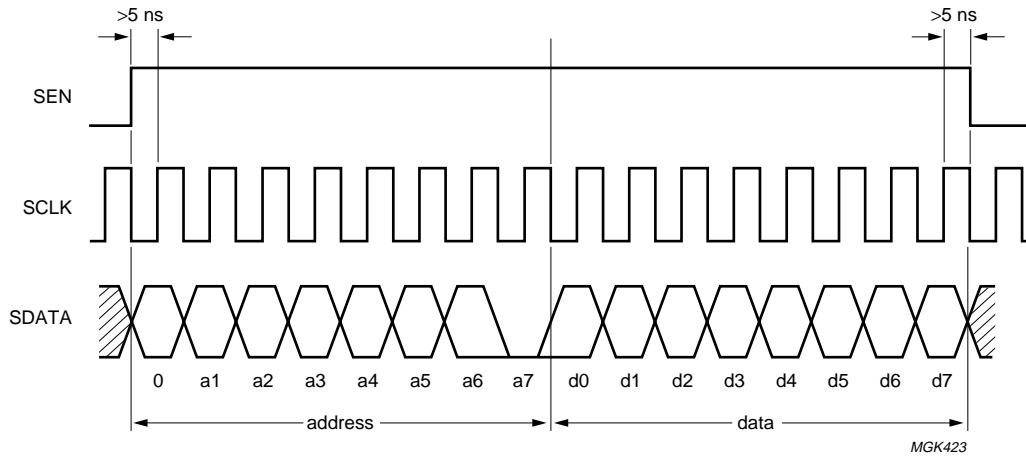 >5 ns >5 ns
SEN
SCLK
SDATA
0 a1 a2 a3 a4 a5 a6 a7 d0 d1 d2 d3 d4 d5 d6 d7
address data
MGK423